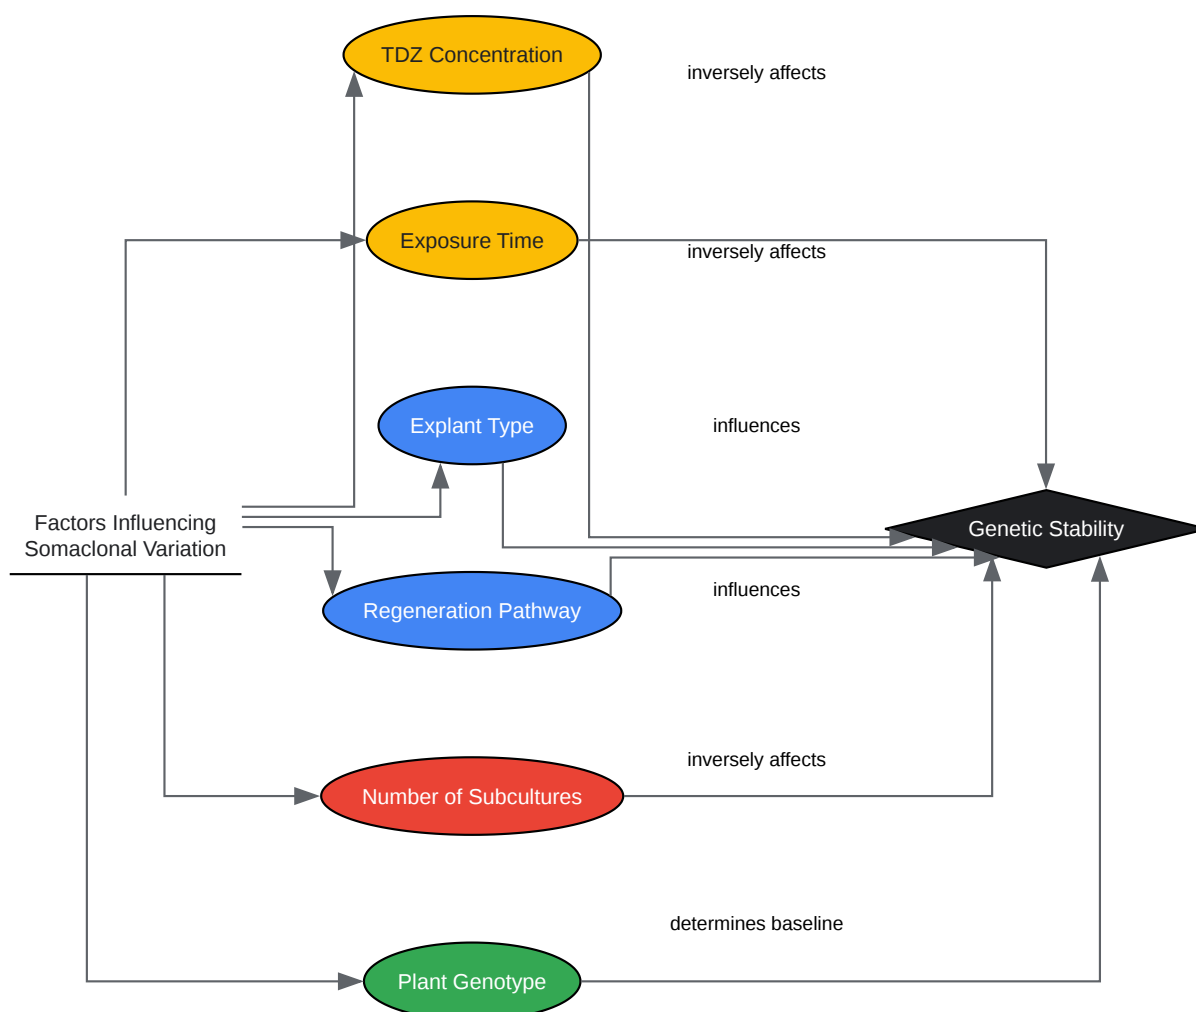 TDZ Concentration
inversely affects
Exposure Time
inversely affects
Explant Type
influences
Factors Influencing
Somaclonal Variation
Genetic Stability
influences
Regeneration Pathway
inversely affects
Number of Subcultures
determines baseline
Plant Genotype